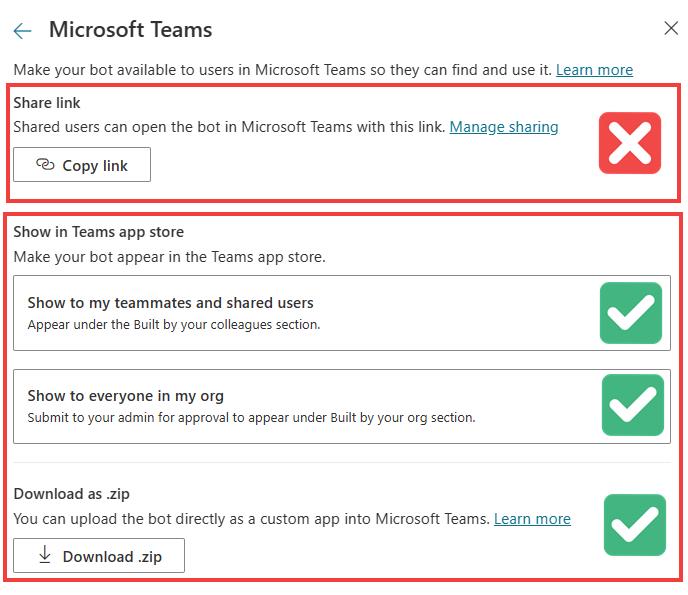 Microsoft Teams
Make your bot available to users in Microsoft Teams so they can find and use it. Learn more
Share link
Shared users can open the bot in Microsoft Teams with this link. Manage sharing
Copy link
Show in Teams app store
Make your bot appear in the Teams app store.
Show to my teammates and shared users
Appear under the Built by your colleagues section.
Show to everyone in my org
Submit to your admin for approval to appear under Built by your org section.
Download as .zip
You can upload the bot directly as a custom app into Microsoft Teams. Learn more
Download .zip